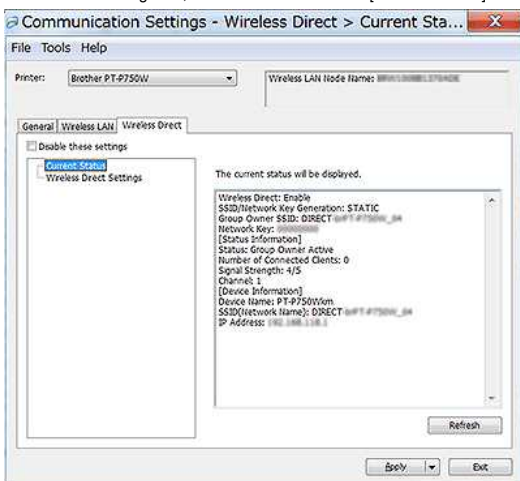 Communication Settings - Wireless Direct > Current Sta...
File Tools Help
Printer: Brother PT-P750W
Wireless LAN Node Name:
General Wireless LAN Wireless Direct
Disable these settings
Current Status
Wireless Direct Settings
The current status will be displayed.
Wireless Direct: Enable
SSID/Network Key Generation: STATIC
Group Owner SSID: DIRECT
Network Key:
[Status Information]
Status: Group Owner Active
Number of Connected Clients: 0
Signal Strength: 4/5
Channel: 1
[Device Information]
Device Name: PT-P750Wkm
SSID(Network Name): DIRECT
IP Address:
Refresh
Apply Exit